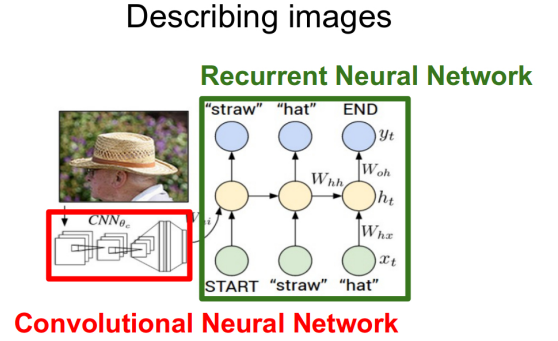 Describing images
Recurrent Neural Network
"straw" "hat" END
y_t
W_oh
W_hh
h_t
CNN_θc
W_hx
x_t
START "straw" "hat"
Convolutional Neural Network